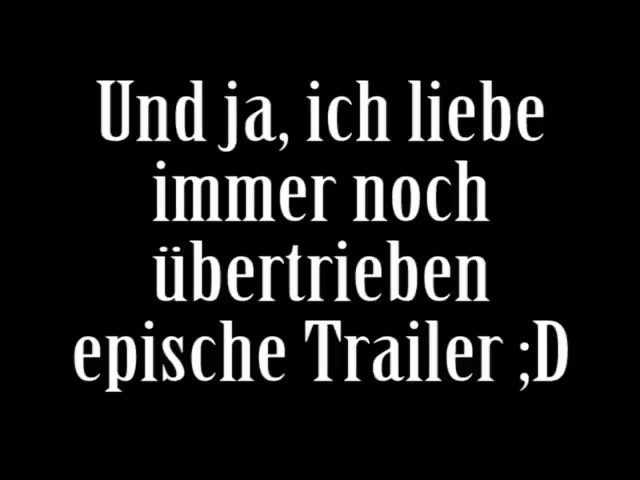 Und ja, ich liebe
immer noch
übertrieben
epische Trailer ;D